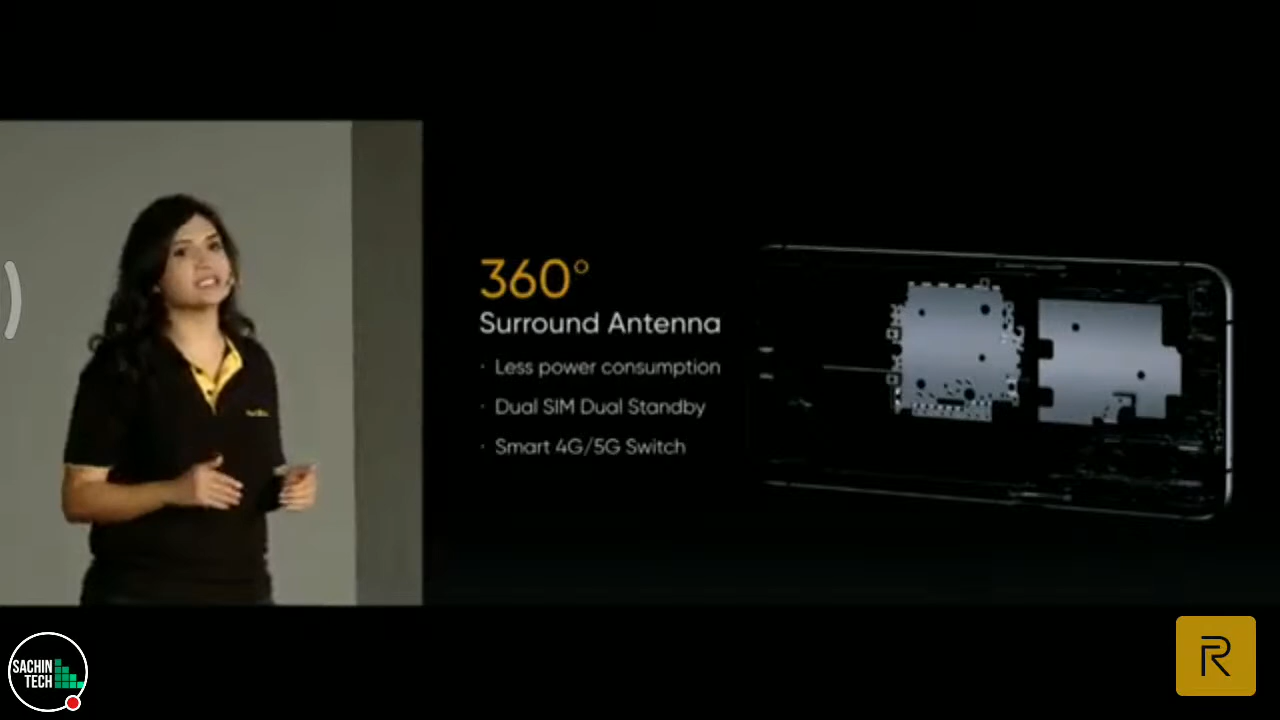 360°
Surround Antenna
· Less power consumption
· Dual SIM Dual Standby
· Smart 4G/5G Switch
SACHIN
TECH
R